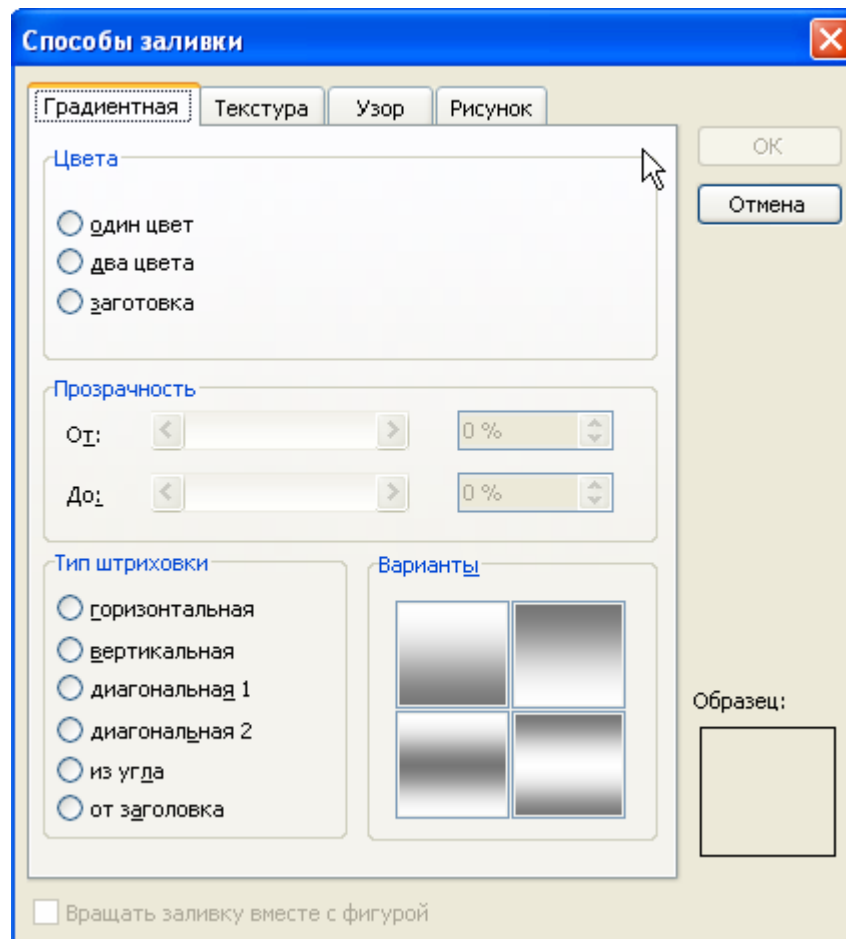 Способы заливки
Градиентная Текстура Узор Рисунок
Цвета
один цвет
два цвета
заготовка
ОК
Отмена
Прозрачность
От: 0 %
До: 0 %
Тип штриховки
горизонтальная
вертикальная
диагональная 1
диагональная 2
из угла
от заголовка
Варианты
Образец:
Вращать заливку вместе с фигурой